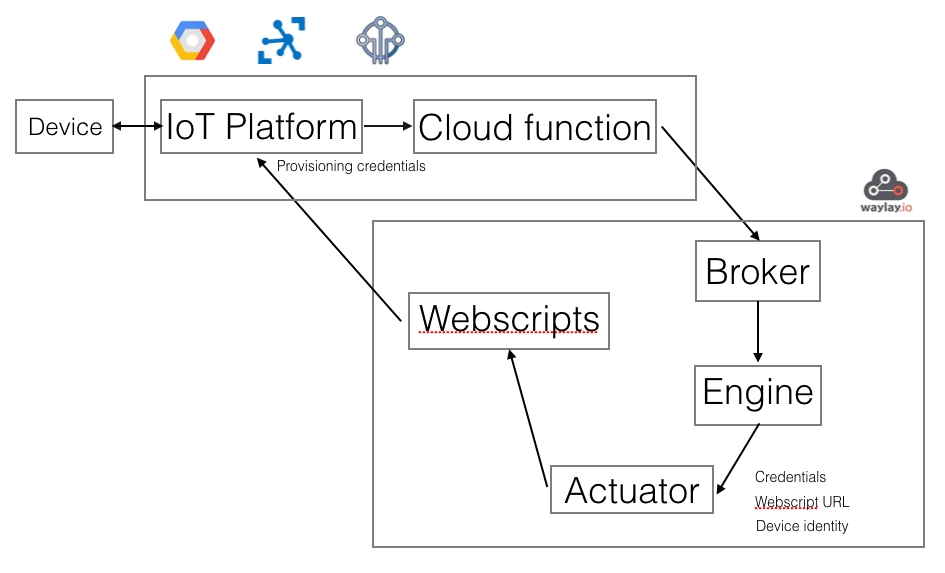 Device
IoT Platform
Cloud function
Provisioning credentials
waylay.io
Broker
Webscripts
Engine
Actuator
Credentials
Webscript URL
Device identity